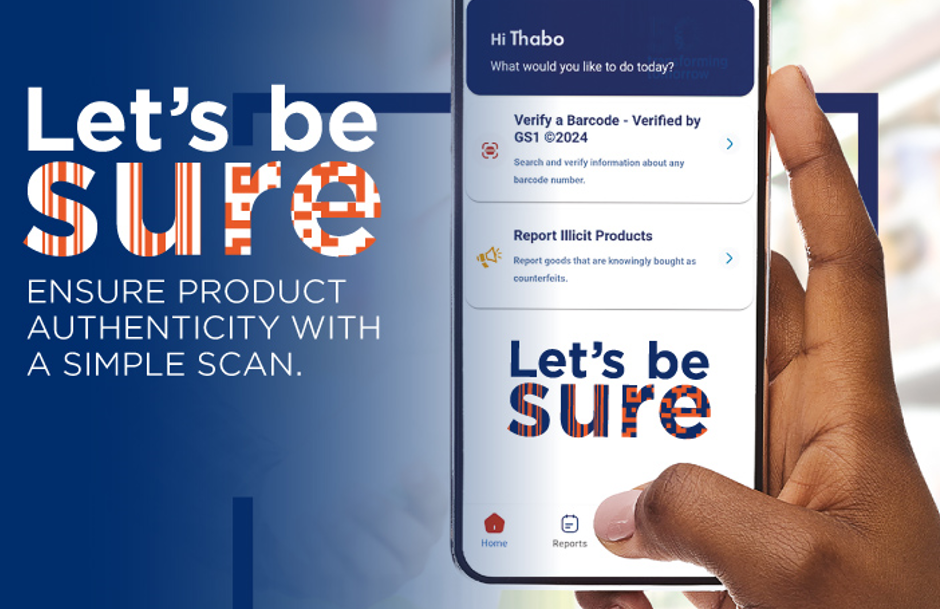 Let's be
sure
ENSURE PRODUCT
AUTHENTICITY WITH
A SIMPLE SCAN.
Hi Thabo
What would you like to do today?
Verify a Barcode - Verified by
GS1 ©2024
Search and verify information about any
barcode number.
Report Illicit Products
Report goods that are knowingly bought as
counterfeits.
Let's be
sure
Home
Reports